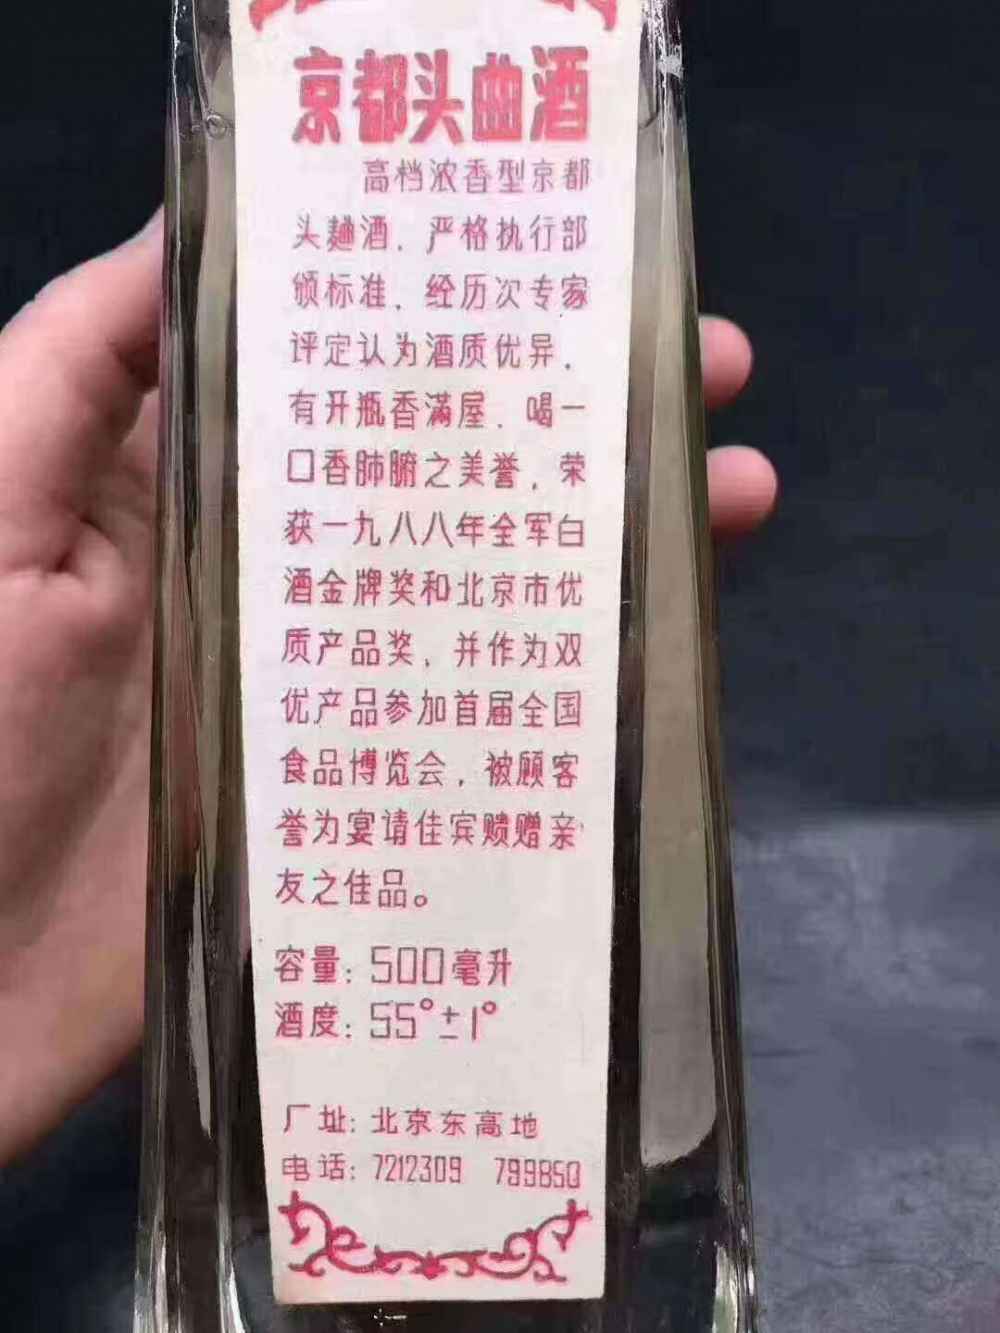 京都头曲酒
高档浓香型京都
头麯酒，严格执行部
颁标准，经历次专家
评定认为酒质优异，
有开瓶香滿屋，喝一
口香肺腑之美誉，荣
获一九八八年全军白
酒金牌奖和北京市优
质产品奖，并作为双
优产品参加首届全国
食品博览会，被顾客
誉为宴请佳宾赠亲
友之佳品。
容量：500毫升
酒度：55°±1°
厂址：北京东高地
电话：7212309 799850